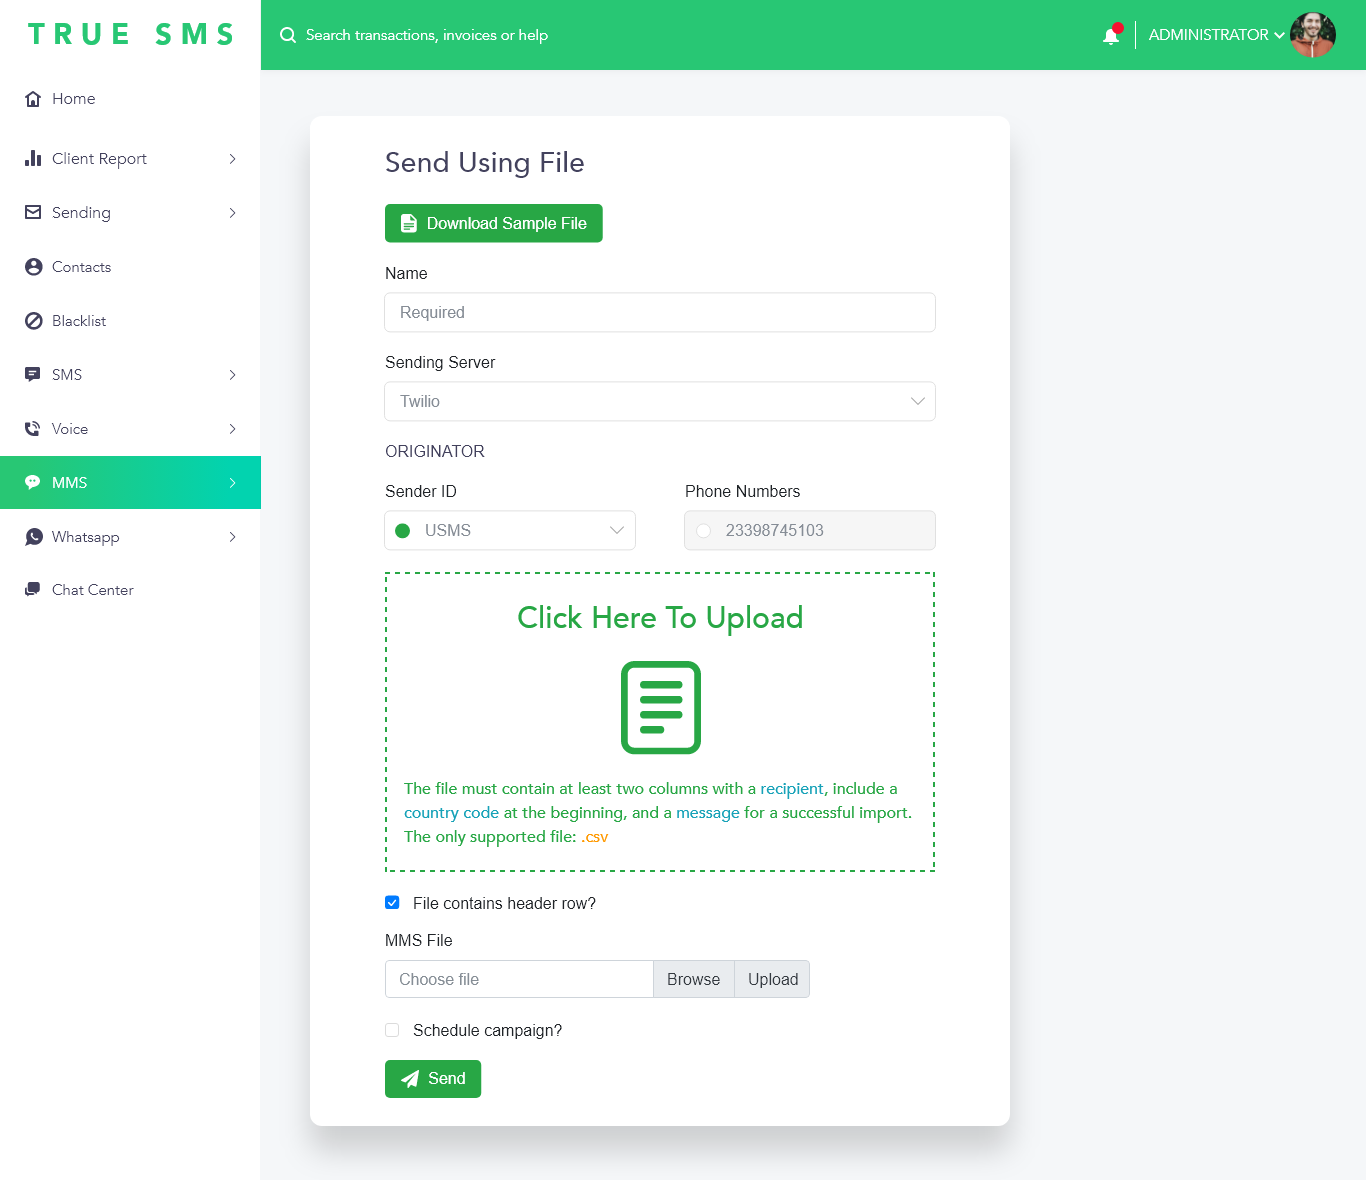 TRUE SMS
Search transactions, invoices or help
ADMINISTRATOR
Home
Client Report
Sending
Contacts
Blacklist
SMS
Voice
MMS
Whatsapp
Chat Center
Send Using File
Download Sample File
Name
Required
Sending Server
Twilio
ORIGINATOR
Sender ID
Phone Numbers
USMS
23398745103
Click Here To Upload
The file must contain at least two columns with a recipient, include a
country code at the beginning, and a message for a successful import.
The only supported file: .csv
File contains header row?
MMS File
Choose file
Browse
Upload
Schedule campaign?
Send